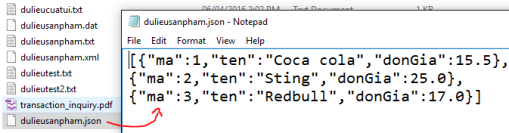 dulieucuatui.txt
dulieusanpham.dat
dulieusanpham.txt
dulieusanpham.xml
dulieutest.txt
dulieutest2.txt
transaction_inquiry.pdf
dulieusanpham.json
06/04/2016 2:02 PM Text Document 1 KB
dulieusanpham.json - Notepad
File Edit Format View Help
[{"ma":1,"ten":"Coca cola","donGia":15.5},
{"ma":2,"ten":"Sting","donGia":25.0},
{"ma":3,"ten":"Redbull","donGia":17.0}]